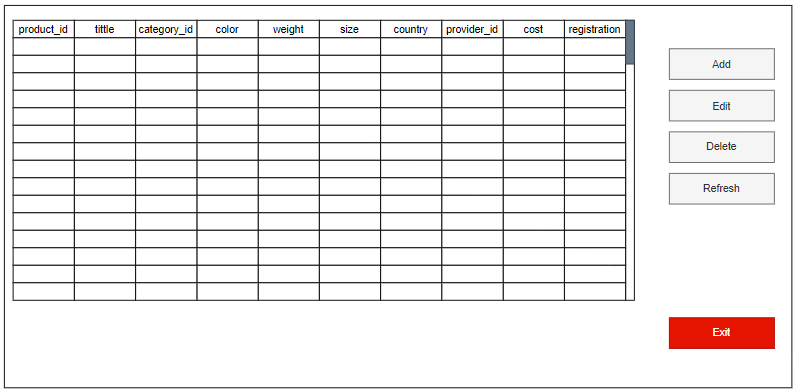 product_id tittle category_id color weight size country provider_id cost registration
Add
Edit
Delete
Refresh
Exit